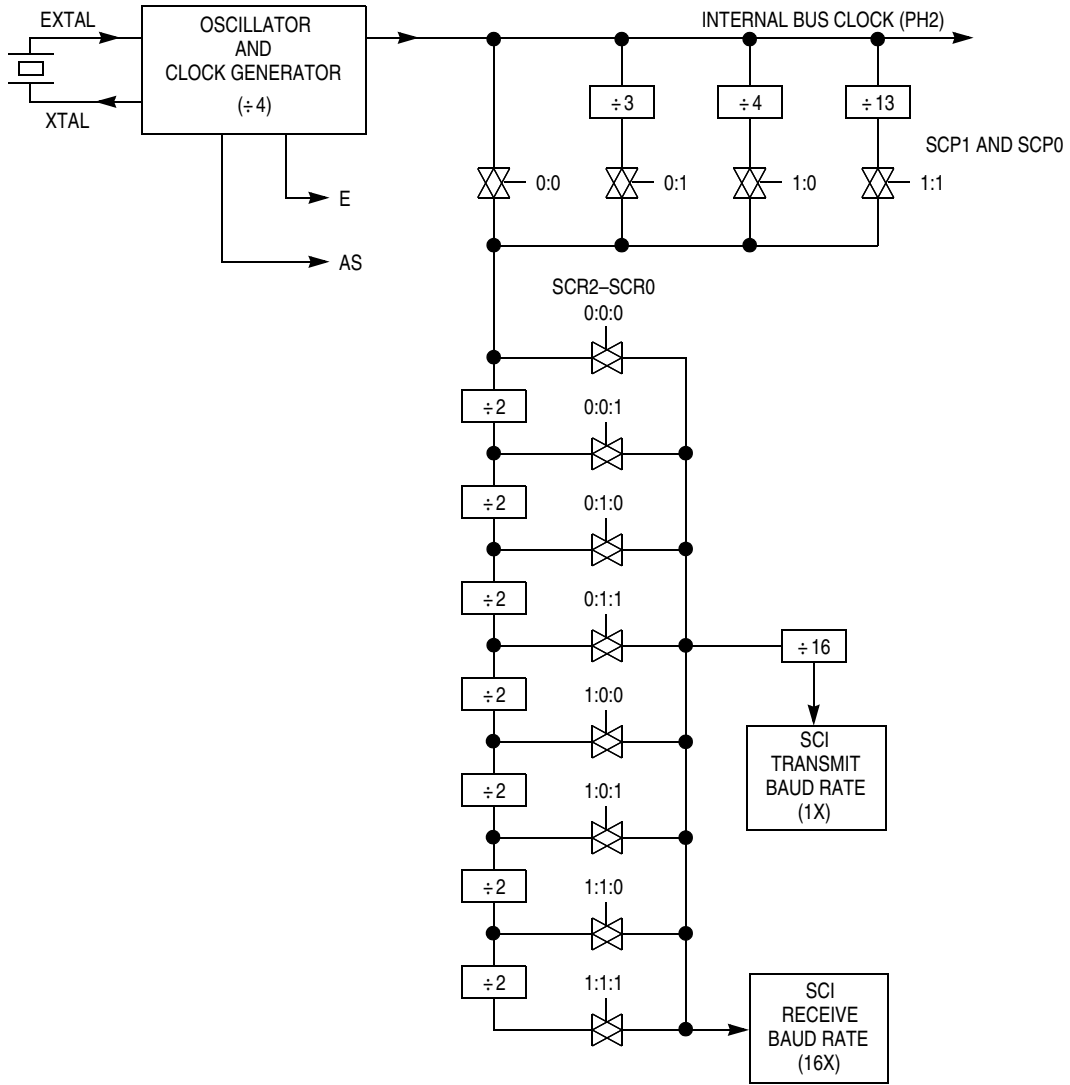 EXTAL
XTAL
OSCILLATOR
AND
CLOCK GENERATOR
(÷4)
INTERNAL BUS CLOCK (PH2)
÷3
÷4
÷13
SCP1 AND SCP0
0:0
0:1
1:0
1:1
E
AS
SCR2–SCR0
0:0:0
÷2
0:0:1
÷2
0:1:0
÷2
0:1:1
÷16
÷2
1:0:0
SCI
TRANSMIT
BAUD RATE
(1X)
÷2
1:0:1
÷2
1:1:0
÷2
1:1:1
SCI
RECEIVE
BAUD RATE
(16X)